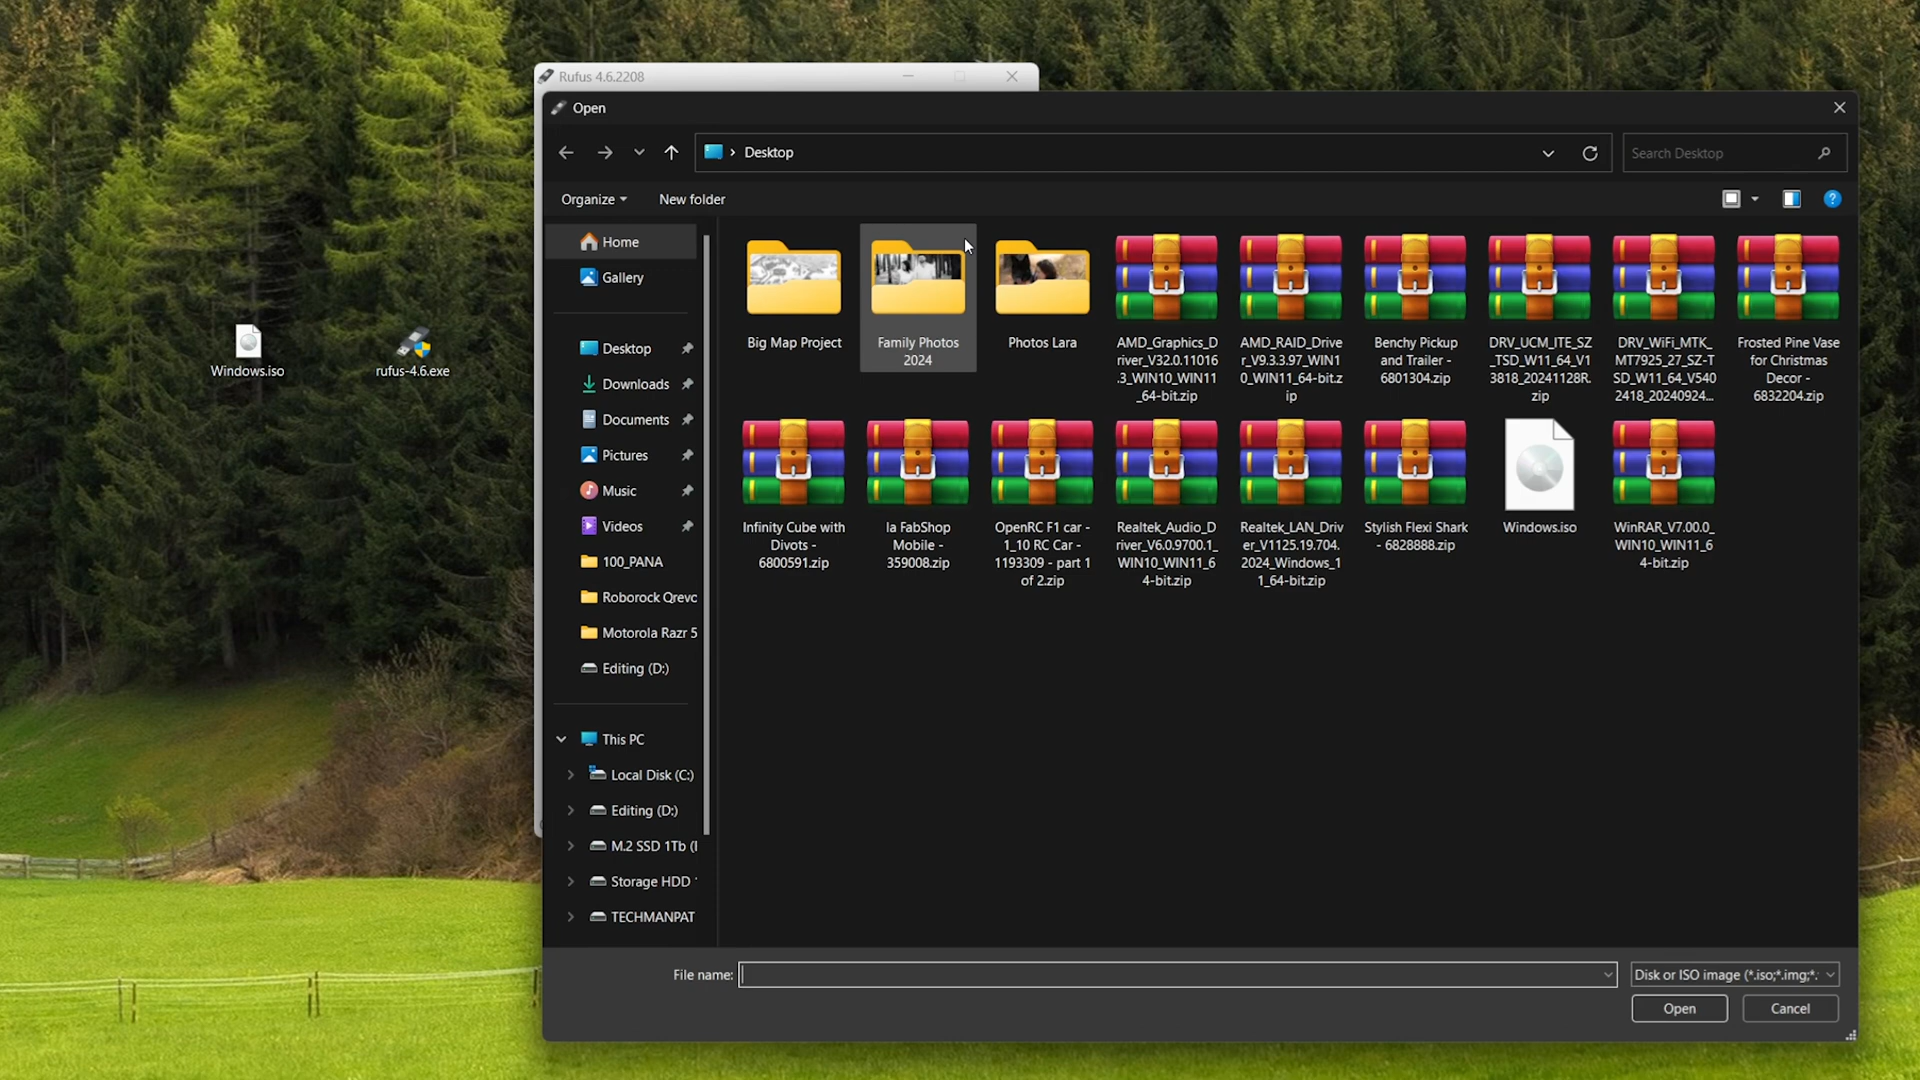 Rufus 4.6.2208
Open
Desktop
Search Desktop
Organize
New folder
Home
Gallery
Desktop
Downloads
Documents
Pictures
Music
Videos
100_PANA
Roborock Qrevo
Motorola Razr 5
Editing (D:)
This PC
Local Disk (C:)
Editing (D:)
M.2 SSD 1Tb (
Storage HDD
TECHMANPAT
Big Map Project
Family Photos
2024
Photos Lara
AMD_Graphics_D
river_V32.0.11016
.3_WIN10_WIN11
_64-bit.zip
AMD_RAID_Drive
r_V9.3.3.97_WIN1
0_WIN11_64-bit.z
ip
Benchy Pickup
and Trailer -
6801304.zip
DRV_UCM_ITE_SZ
_TSD_W11_64_V1
3818_20241128R.
zip
DRV_WiFi_MTK_
MT7925_27_SZ-T
SD_W11_64_V540
2418_20240924...
Frosted Pine Vase
for Christmas
Decor -
6832204.zip
Infinity Cube with
Divots -
6800591.zip
la FabShop
Mobile -
359008.zip
OpenRC F1 car -
1_10 RC Car -
1193309 - part 1
of 2.zip
Realtek_Audio_D
river_V6.0.9700.1_
WIN10_WIN11_6
4-bit.zip
Realtek_LAN_Driv
er_V1125.19.704.
2024_Windows_1
1_64-bit.zip
Stylish Flexi Shark
- 6828888.zip
Windows.iso
WinRAR_V7.00.0_
WIN10_WIN11_6
4-bit.zip
Windows.iso
rufus-4.6.exe
File name:
Disk or ISO image (*.iso;*.img;*.
Open
Cancel